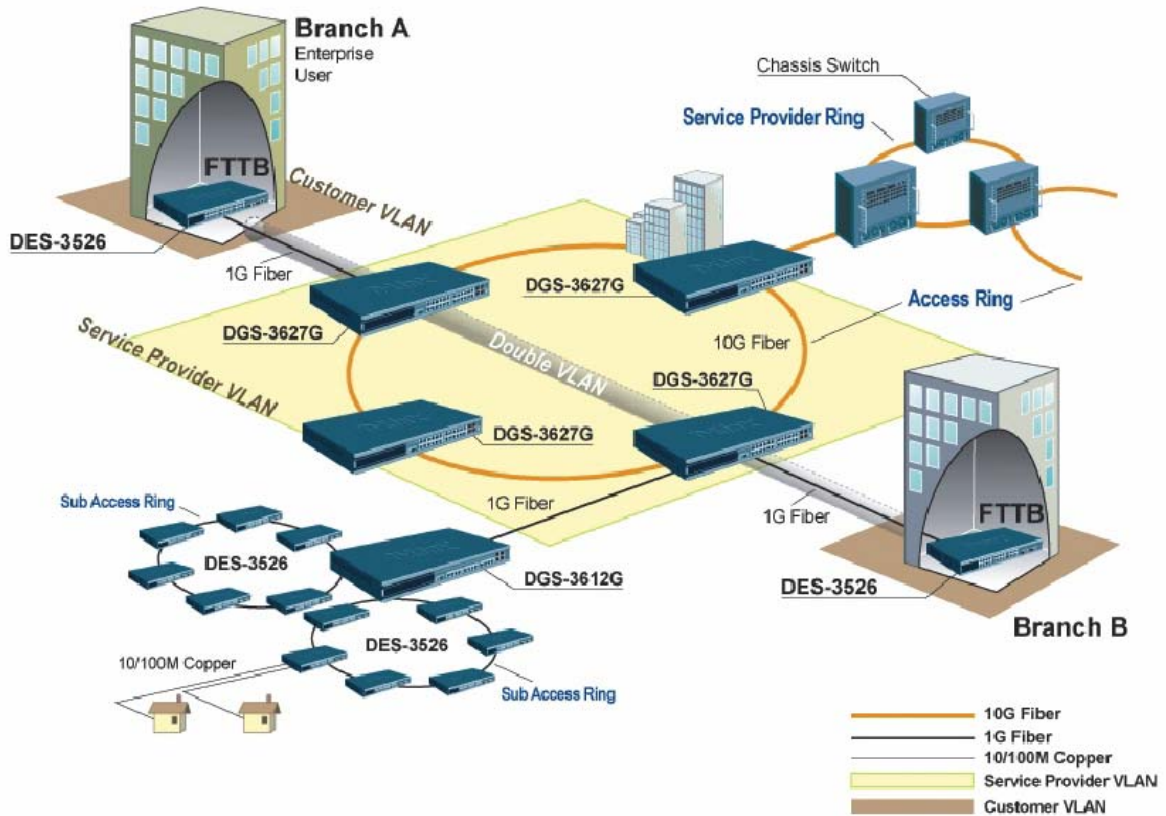 Branch A
Enterprise
User
FTTB
DES-3526
1G Fiber
Customer VLAN
Chassis Switch
Service Provider Ring
DGS-3627G
DGS-3627G
Access Ring
10G Fiber
Service Provider VLAN
Double VLAN
DGS-3627G
DGS-3627G
1G Fiber
1G Fiber
FTTB
DES-3526
Branch B
Sub Access Ring
DES-3526
DGS-3612G
DES-3526
10/100M Copper
Sub Access Ring
10G Fiber
1G Fiber
10/100M Copper
Service Provider VLAN
Customer VLAN